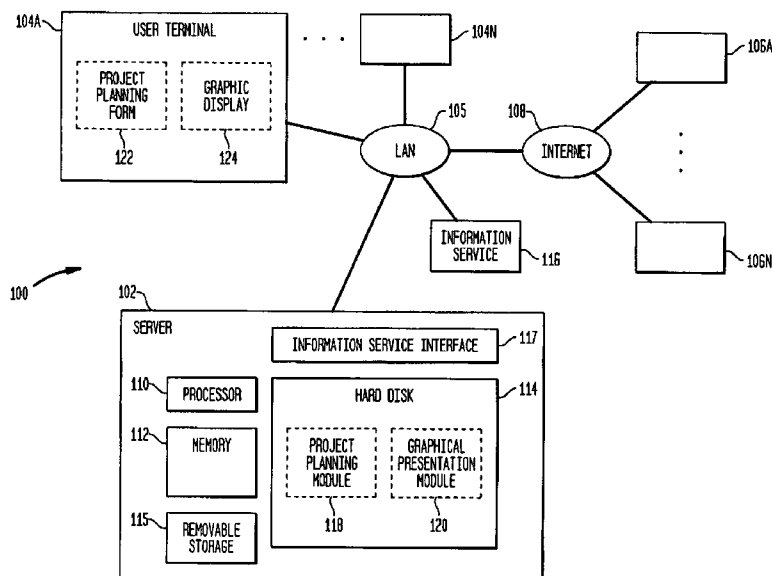 104A
USER TERMINAL
PROJECT
PLANNING
FORM
122
GRAPHIC
DISPLAY
124
. . .
104N
105
LAN
108
INTERNET
106A
106N
INFORMATION
SERVICE
116
100
102
SERVER
INFORMATION SERVICE INTERFACE
117
110
PROCESSOR
112
MEMORY
115
REMOVABLE
STORAGE
HARD DISK
114
PROJECT
PLANNING
MODULE
118
GRAPHICAL
PRESENTATION
MODULE
120